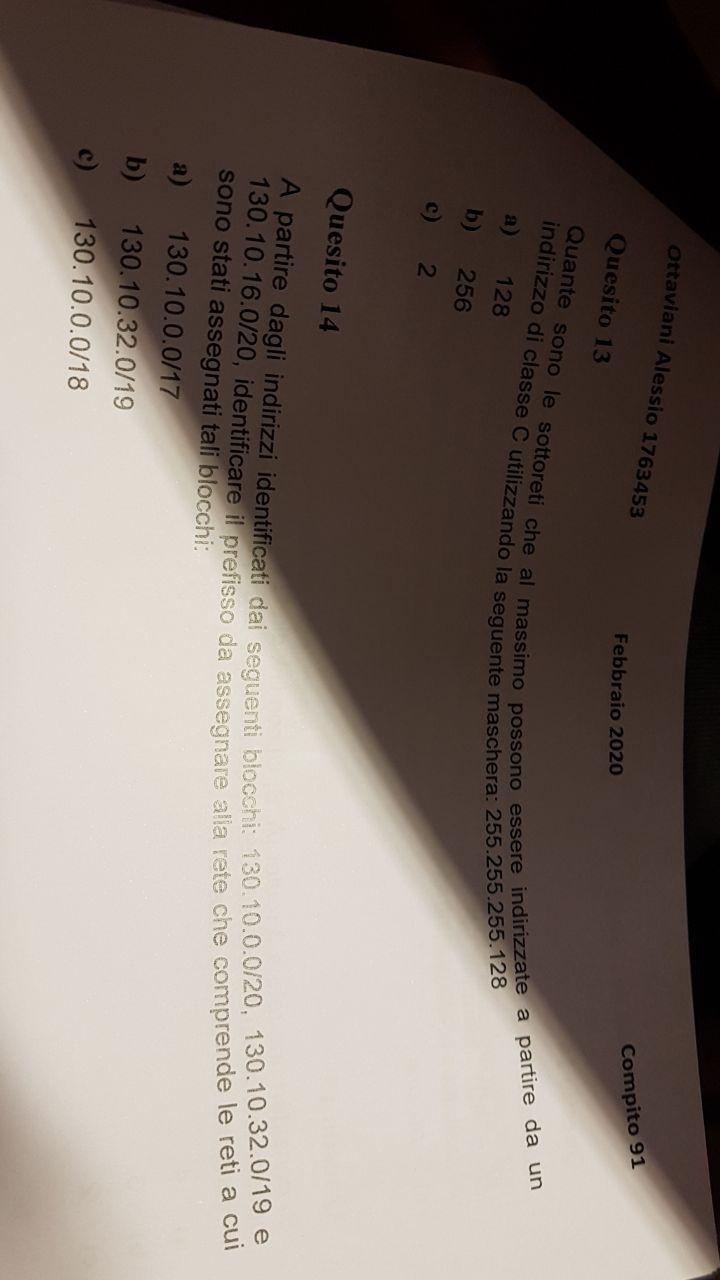 Ottaviani Alessio 1763453 Febbraio 2020 Compito 91
Quesito 13
Quante sono le sottoreti che al massimo possono essere indirizzate a partire da un
indirizzo di classe C utilizzando la seguente maschera: 255.255.255.128
a) 128
b) 256
c) 2
Quesito 14
A partire dagli indirizzi identificati dai seguenti blocchi: 130.10.0.0/20, 130.10.32.0/19 e
130.10.16.0/20, identificare il prefisso da assegnare alla rete che comprende le reti a cui
sono stati assegnati tali blocchi:
a) 130.10.0.0/17
b) 130.10.32.0/19
c) 130.10.0.0/18